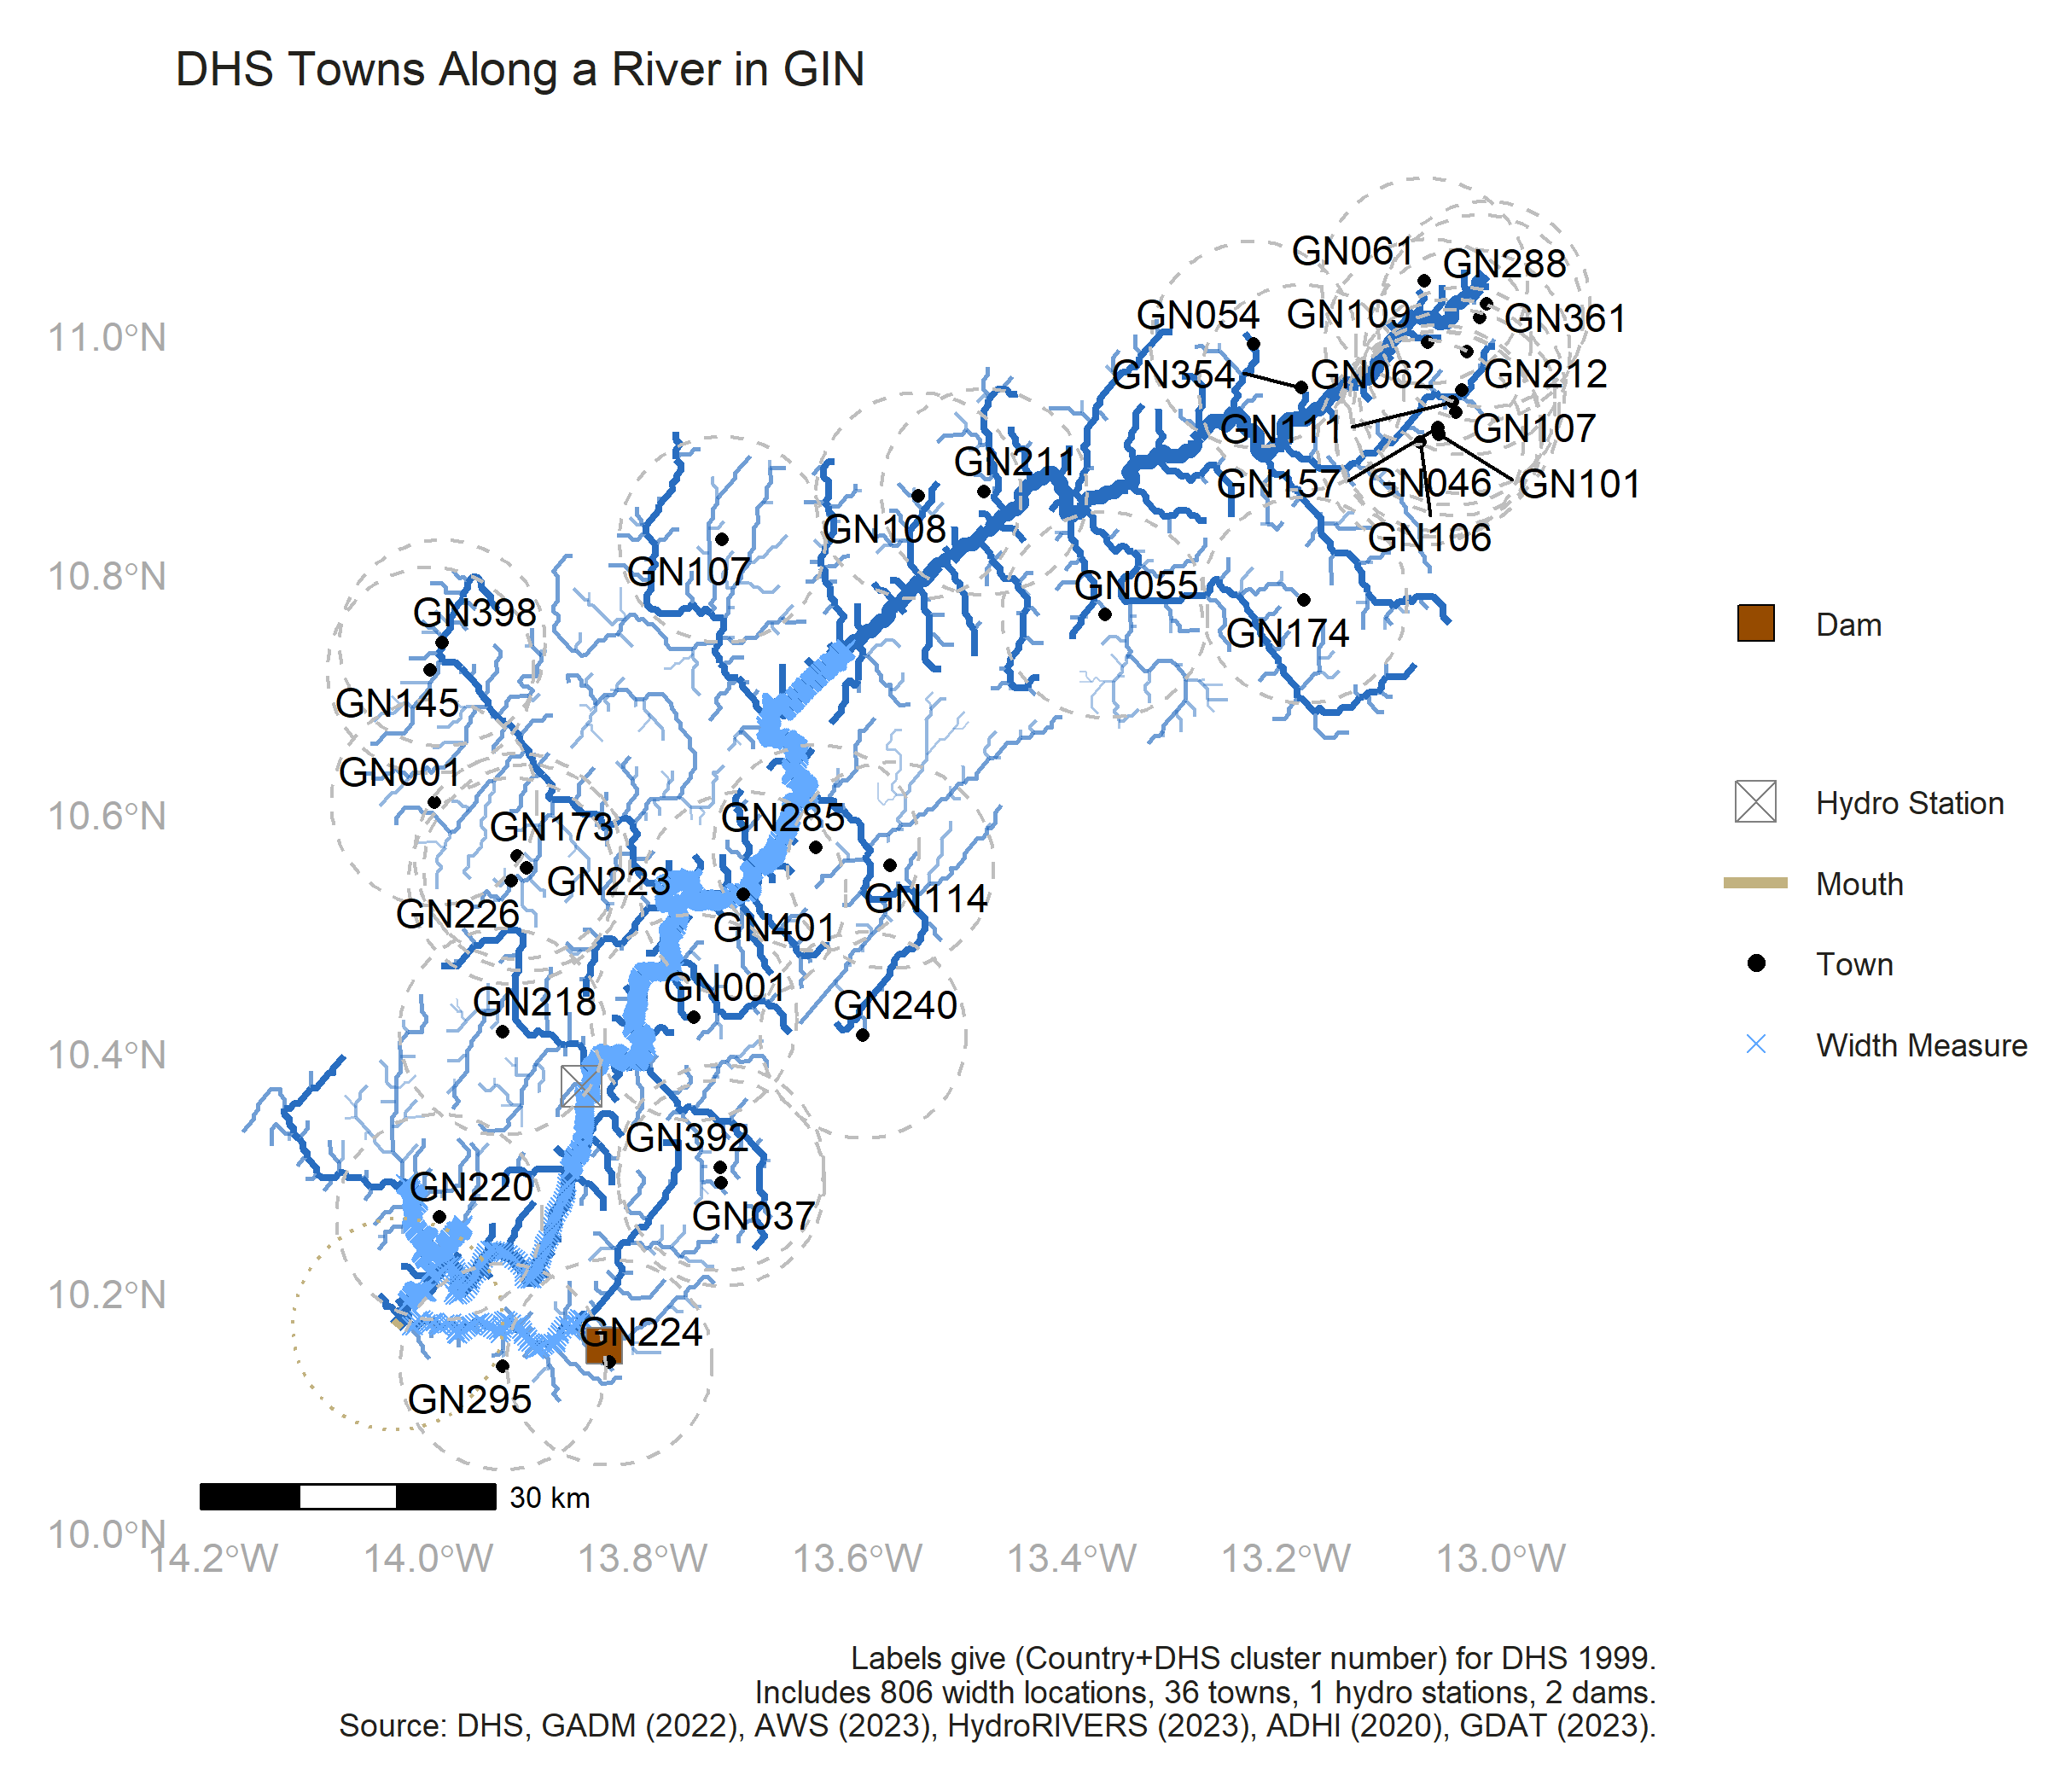 DHS Towns Along a River in GIN
GN061
GN288
11.0°N
GN054
GN109
GN361
GN354
GN062
GN212
GN111
GN107
GN211
GN157
GN046
GN101
GN108
GN106
10.8°N
GN107
GN055
GN398
GN174
Dam
GN145
GN001
10.6°N
GN285
Hydro Station
GN173
GN223
Mouth
GN114
GN226
GN401
Town
GN001
GN218
GN240
10.4°N
Width Measure
GN392
GN220
GN037
10.2°N
GN224
GN295
30 km
10.0°N
14.2°W 14.0°W 13.8°W 13.6°W 13.4°W 13.2°W 13.0°W
Labels give (Country+DHS cluster number) for DHS 1999.
Includes 806 width locations, 36 towns, 1 hydro stations, 2 dams.
Source: DHS, GADM (2022), AWS (2023), HydroRIVERS (2023), ADHI (2020), GDAT (2023).